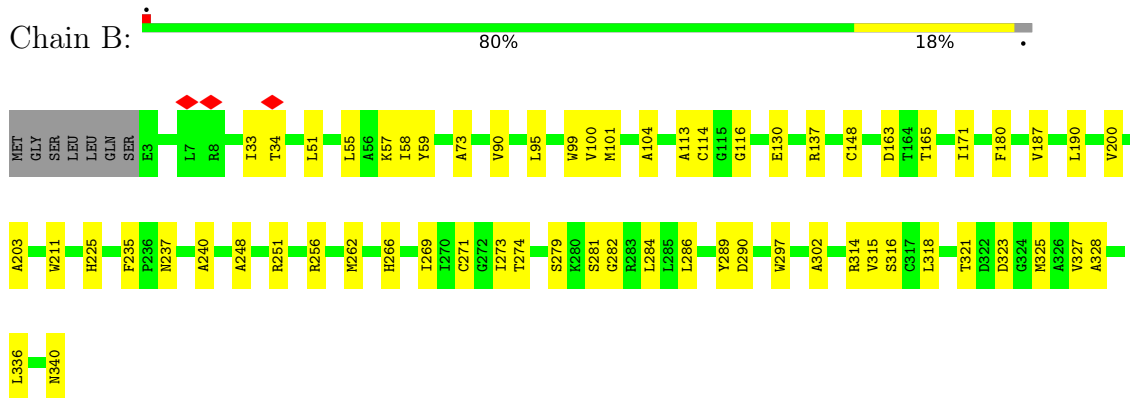 Chain B:
80%
18%
MET GLY SER LEU LEU GLN SER E3 L7 R8 I33 T34 L51 L55 A56 K57 I58 Y59 A73 V90 L95 W99 V100 M101 A104 A113 C114 G115 G116 E130 R137 C148 D163 T164 T165 I171 F180 V187 L190 V200
A203 W211 H225 F235 P236 N237 A240 A248 R251 R256 M262 H266 I269 I270 C271 G272 I273 T274 S279 K280 S281 G282 R283 L284 L285 L286 Y289 D290 W297 A302 R314 V315 S316 C317 L318 T321 D322 D323 G324 M325 A326 V327 A328
L336 N340